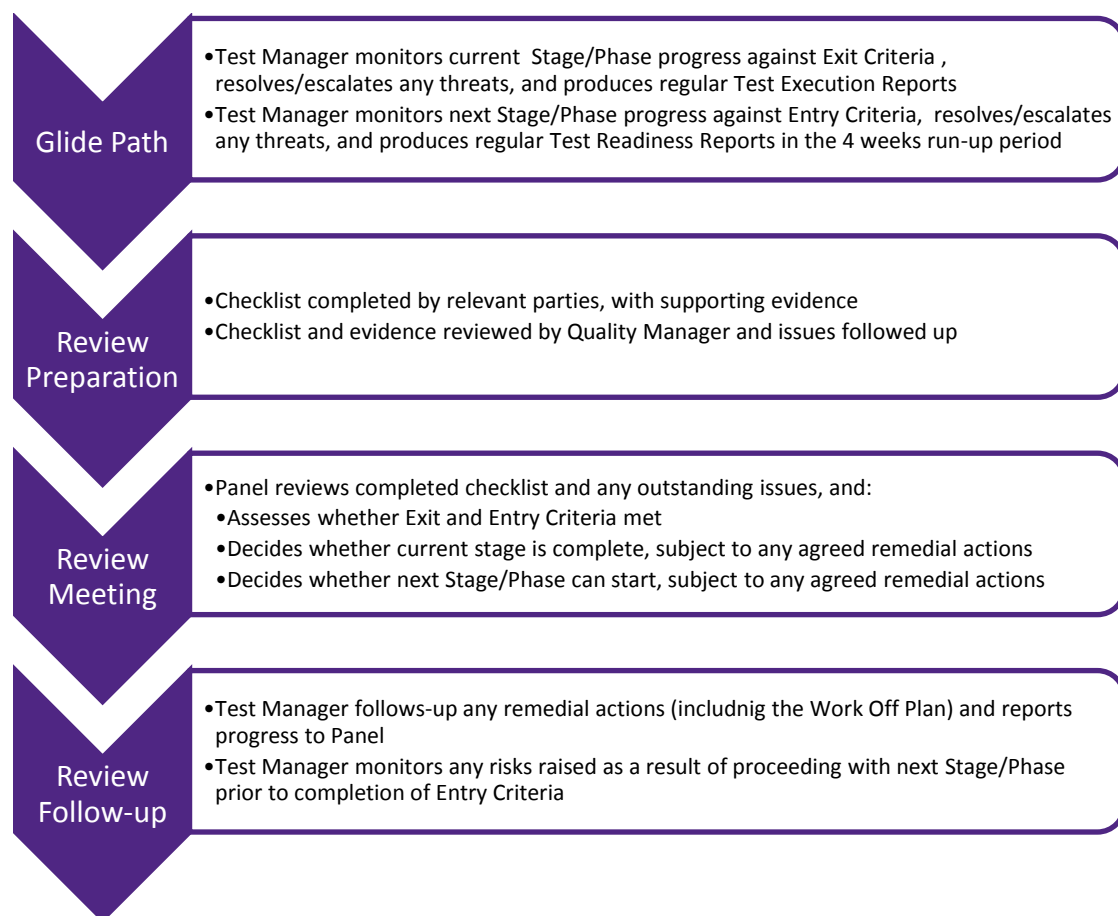 Glide Path
•Test Manager monitors current Stage/Phase progress against Exit Criteria ,
resolves/escalates any threats, and produces regular Test Execution Reports
•Test Manager monitors next Stage/Phase progress against Entry Criteria, resolves/escalates
any threats, and produces regular Test Readiness Reports in the 4 weeks run-up period
Review
Preparation
•Checklist completed by relevant parties, with supporting evidence
•Checklist and evidence reviewed by Quality Manager and issues followed up
Review
Meeting
•Panel reviews completed checklist and any outstanding issues, and:
•Assesses whether Exit and Entry Criteria met
•Decides whether current stage is complete, subject to any agreed remedial actions
•Decides whether next Stage/Phase can start, subject to any agreed remedial actions
Review
Follow-up
•Test Manager follows-up any remedial actions (includnig the Work Off Plan) and reports
progress to Panel
•Test Manager monitors any risks raised as a result of proceeding with next Stage/Phase
prior to completion of Entry Criteria